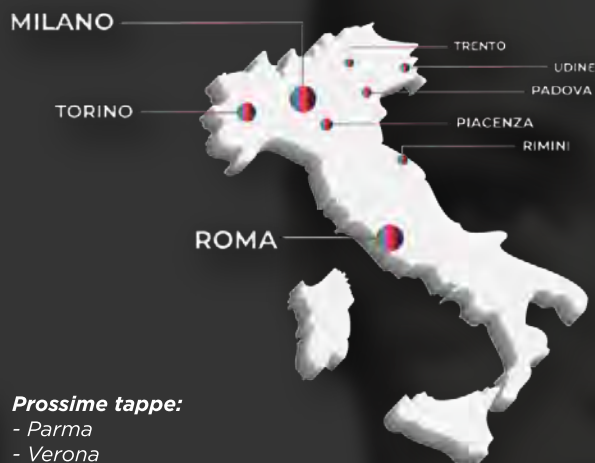 MILANO
TRENTO
UDINE
PADOVA
TORINO
PIACENZA
RIMINI
ROMA
Prossime tappe:
- Parma
- Verona